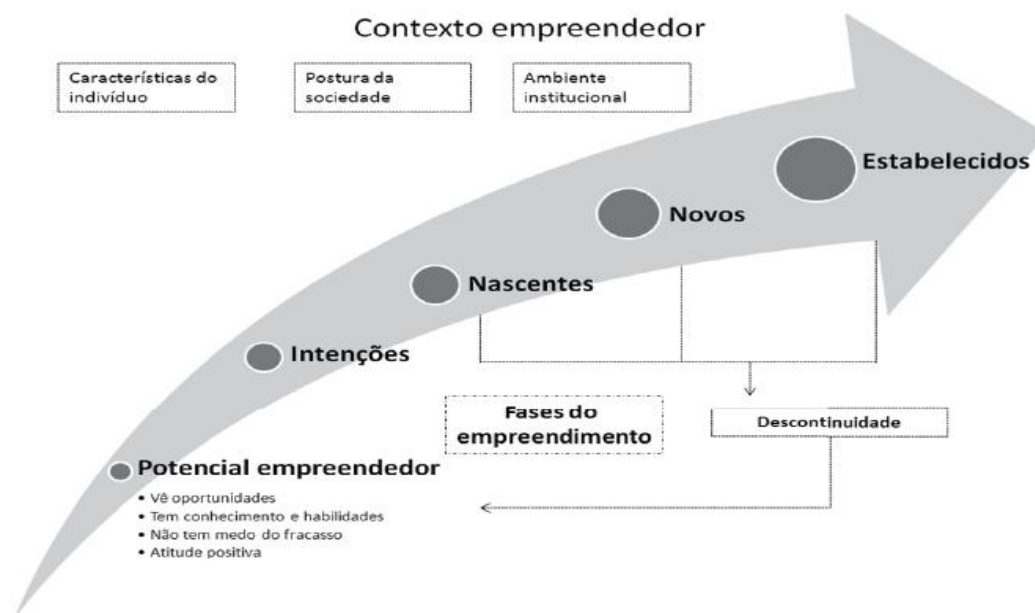 Contexto empreendedor
Características do
indivíduo
Postura da
sociedade
Ambiente
institucional
Estabelecidos
Novos
Nascentes
Intenções
Fases do
empreendimento
Descontinuidade
Potencial empreendedor
• Vê oportunidades
• Tem conhecimento e habilidades
• Não tem medo do fracasso
• Atitude positiva